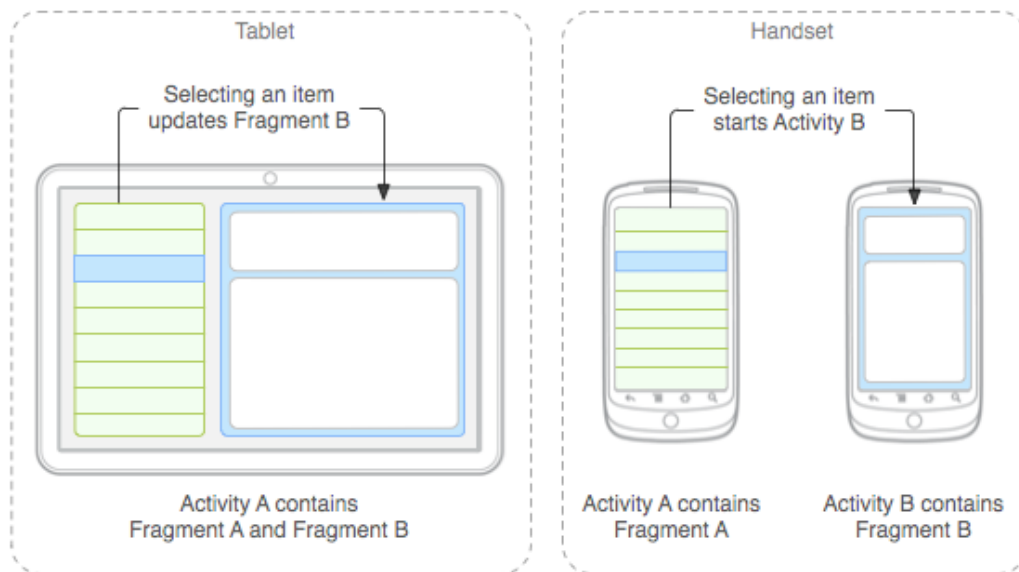 Tablet
Selecting an item
updates Fragment B
Activity A contains
Fragment A and Fragment B
Handset
Selecting an item
starts Activity B
Activity A contains
Fragment A
Activity B contains
Fragment B